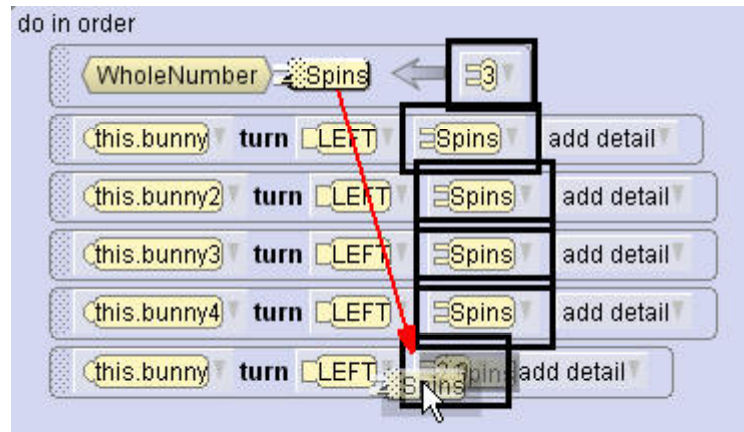 do in order
WholeNumber Spins 3
this.bunny turn LEFT Spins add detail
this.bunny2 turn LEFT Spins add detail
this.bunny3 turn LEFT Spins add detail
this.bunny4 turn LEFT Spins add detail
this.bunny turn LEFT Spins add detail